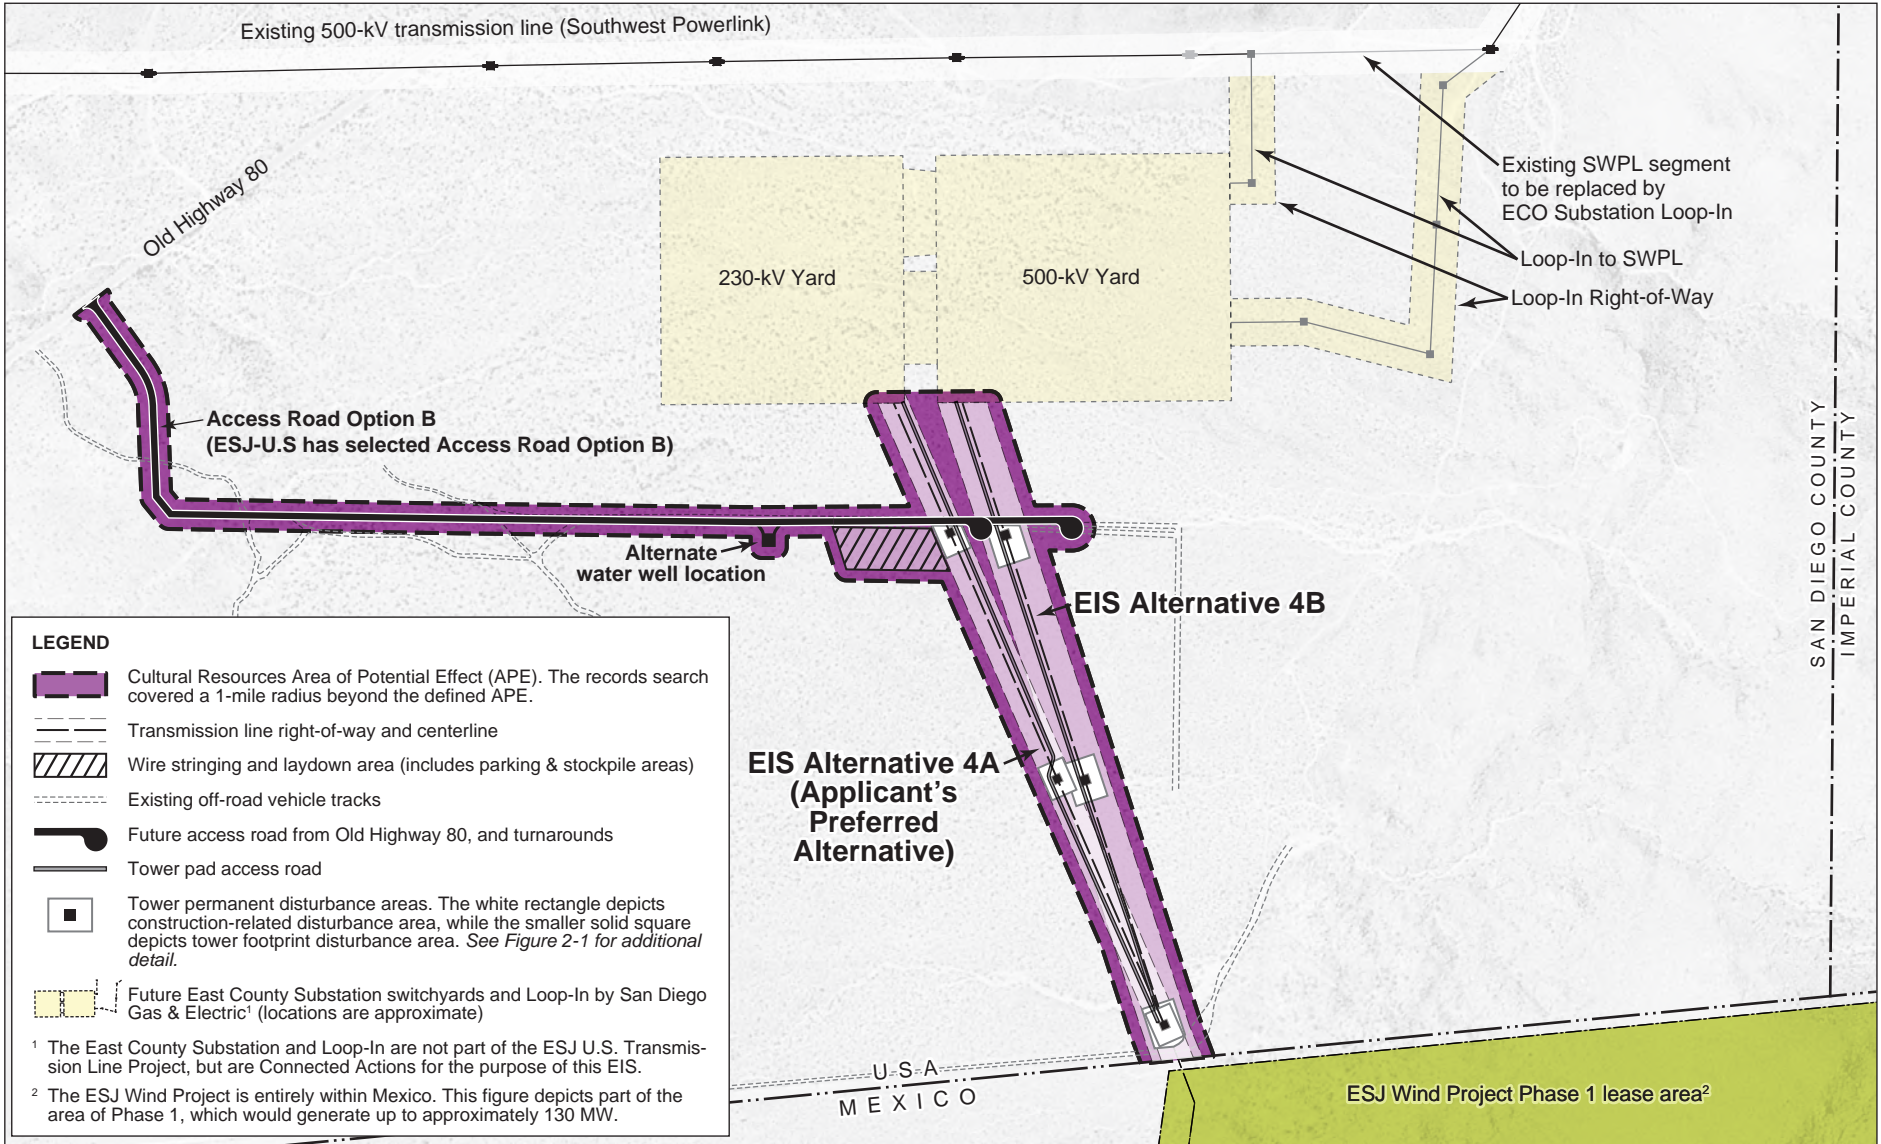 Existing 500-kV transmission line (Southwest Powerlink)
Old Highway 80
Existing SWPL segment
to be replaced by
ECO Substation Loop-In
Loop-In to SWPL
Loop-In Right-of-Way
230-kV Yard
500-kV Yard
Access Road Option B
(ESJ-U.S has selected Access Road Option B)
Alternate
water well location
EIS Alternative 4B
EIS Alternative 4A
(Applicant's
Preferred
Alternative)
SAN DIEGO COUNTY
IMPERIAL COUNTY
LEGEND
Cultural Resources Area of Potential Effect (APE). The records search
covered a 1-mile radius beyond the defined APE.
Transmission line right-of-way and centerline
Wire stringing and laydown area (includes parking & stockpile areas)
Existing off-road vehicle tracks
Future access road from Old Highway 80, and turnarounds
Tower pad access road
Tower permanent disturbance areas. The white rectangle depicts
construction-related disturbance area, while the smaller solid square
depicts tower footprint disturbance area. See Figure 2-1 for additional
detail.
Future East County Substation switchyards and Loop-In by San Diego
Gas & Electric¹ (locations are approximate)
¹ The East County Substation and Loop-In are not part of the ESJ U.S. Transmis-
sion Line Project, but are Connected Actions for the purpose of this EIS.
² The ESJ Wind Project is entirely within Mexico. This figure depicts part of the
area of Phase 1, which would generate up to approximately 130 MW.
USA
MEXICO
ESJ Wind Project Phase 1 lease area²